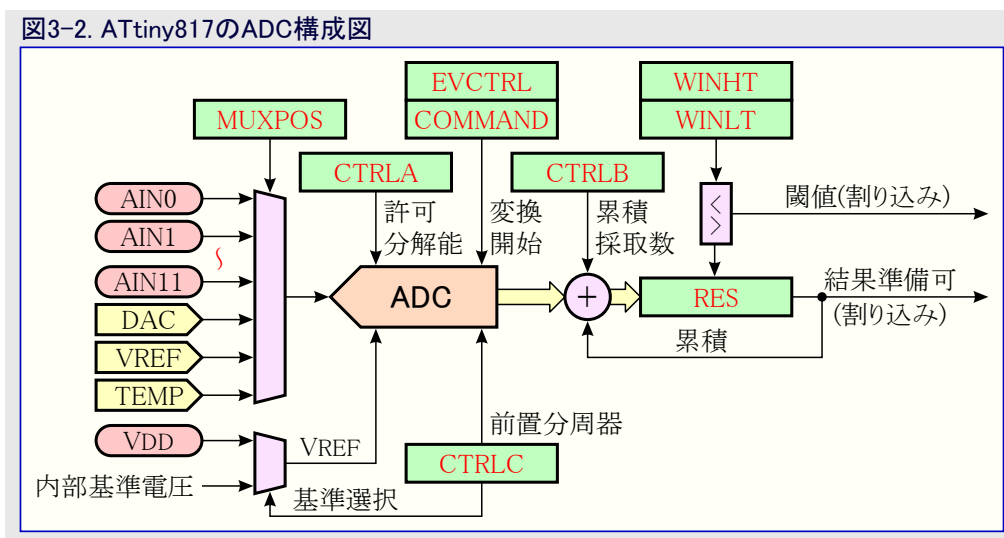 図3-2. ATtiny817のADC構成図
EVCTRL
COMMAND
WINHT
WINLT
MUXPOS
CTRLA
CTRLB
許可
分解能
変換
開始
累積
採取数
< >
閾値(割り込み)
AIN0
AIN1
AIN11
DAC
VREF
TEMP
ADC
+
RES
結果準備可
(割り込み)
累積
前置分周器
VDD
VREF
CTRLC
内部基準電圧
基準選択